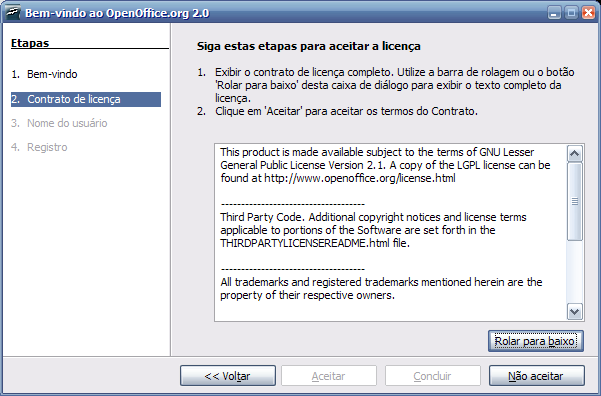 Bem-vindo ao OpenOffice.org 2.0
Etapas
1. Bem-vindo
2. Contrato de licença
3. Nome do usuário
4. Registro
Siga estas etapas para aceitar a licença
1. Exibir o contrato de licença completo. Utilize a barra de rolagem ou o botão
'Rolar para baixo' desta caixa de diálogo para exibir o texto completo da
licença.
2. Clique em 'Aceitar' para aceitar os termos do Contrato.
This product is made available subject to the terms of GNU Lesser
General Public License Version 2.1. A copy of the LGPL license can be
found at http://www.openoffice.org/license.html
------------------------------------
Third Party Code. Additional copyright notices and license terms
applicable to portions of the Software are set forth in the
THIRDPARTYLICENSEREADME.html file.
------------------------------------
All trademarks and registered trademarks mentioned herein are the
property of their respective owners.
Rolar para baixo
<< Voltar
Aceitar
Concluir
Não aceitar